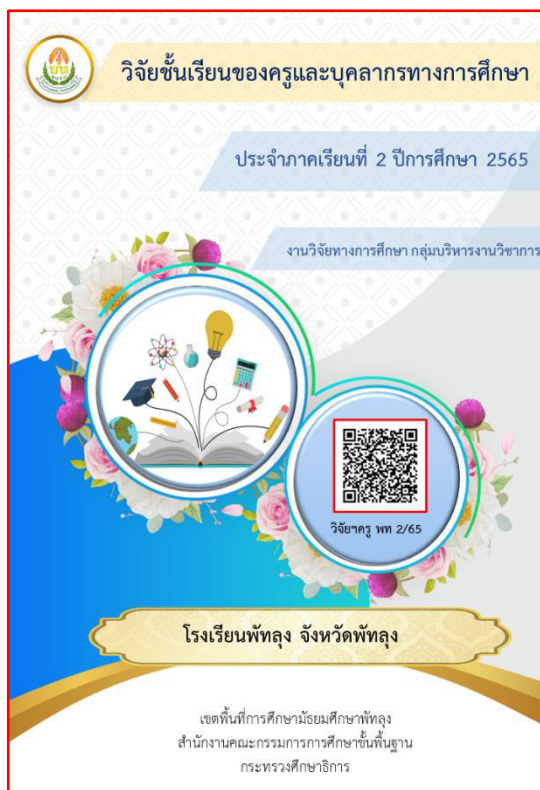 วิจัยชั้นเรียนของครูและบุคลากรทางการศึกษา
ประจำภาคเรียนที่ 2 ปีการศึกษา 2565
งานวิจัยทางการศึกษา กลุ่มบริหารงานวิชาการ
วิจัยฯครู พท 2/65
โรงเรียนพัทลุง จังหวัดพัทลุง
เขตพื้นที่การศึกษามัธยมศึกษาพัทลุง
สำนักงานคณะกรรมการการศึกษาขั้นพื้นฐาน
กระทรวงศึกษาธิการ